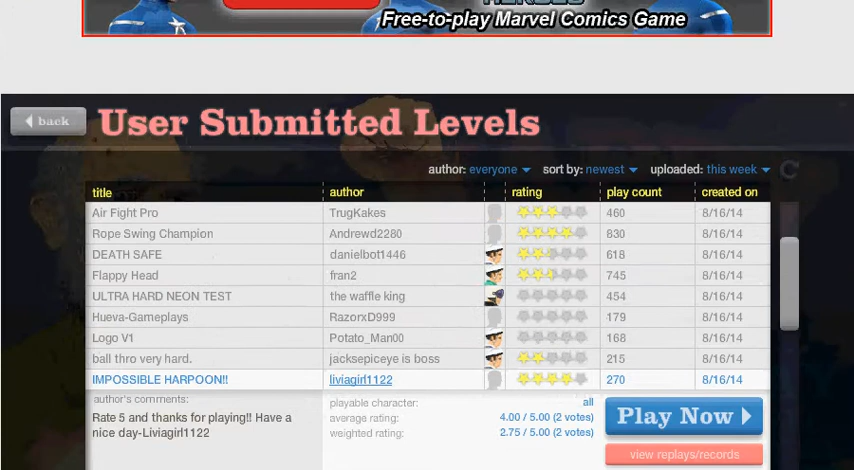 HEROES
Free-to-play Marvel Comics Game
back
User Submitted Levels
author: everyone sort by: newest uploaded: this week
title author rating play count created on
Air Fight Pro TrugKakes 460 8/16/14
Rope Swing Champion Andrewd2280 830 8/16/14
DEATH SAFE danielbot1446 618 8/16/14
Flappy Head fran2 745 8/16/14
ULTRA HARD NEON TEST the waffle king 454 8/16/14
Hueva-Gameplays RazorxD999 179 8/16/14
Logo V1 Potato_Man00 168 8/16/14
ball thro very hard. jacksepiceye is boss 215 8/16/14
IMPOSSIBLE HARPOON!! liviagirl1122 270 8/16/14
author's comments:
Rate 5 and thanks for playing!! Have a
nice day-Liviagirl1122
playable character: all
average rating: 4.00 / 5.00 (2 votes)
weighted rating: 2.75 / 5.00 (2 votes)
Play Now
view replays/records